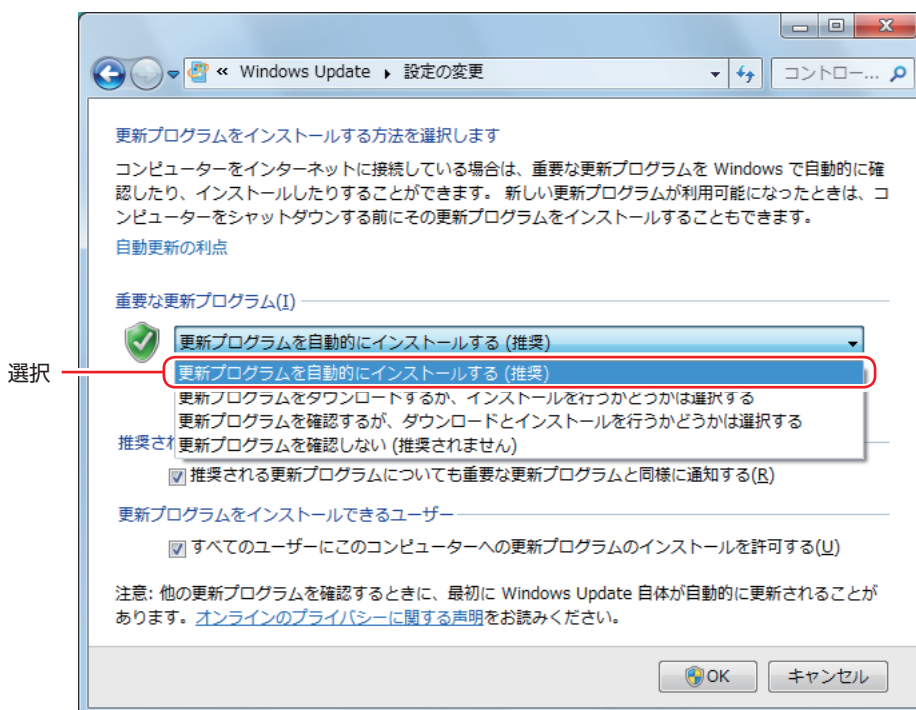 « Windows Update ▸ 設定の変更
コントロー...
更新プログラムをインストールする方法を選択します
コンピューターをインターネットに接続している場合は、重要な更新プログラムを Windows で自動的に確
認したり、インストールしたりすることができます。 新しい更新プログラムが利用可能になったときは、コ
ンピューターをシャットダウンする前にその更新プログラムをインストールすることもできます。
自動更新の利点
重要な更新プログラム(I)
更新プログラムを自動的にインストールする (推奨)
選択
更新プログラムを自動的にインストールする (推奨)
更新プログラムをダウンロードするが、インストールを行うかどうかは選択する
更新プログラムを確認するが、ダウンロードとインストールを行うかどうかは選択する
推奨さ
更新プログラムを確認しない (推奨されません)
推奨される更新プログラムについても重要な更新プログラムと同様に通知する(R)
更新プログラムをインストールできるユーザー
すべてのユーザーにこのコンピューターへの更新プログラムのインストールを許可する(U)
注意: 他の更新プログラムを確認するときに、最初に Windows Update 自体が自動的に更新されることが
あります。オンラインのプライバシーに関する声明をお読みください。
OK
キャンセル